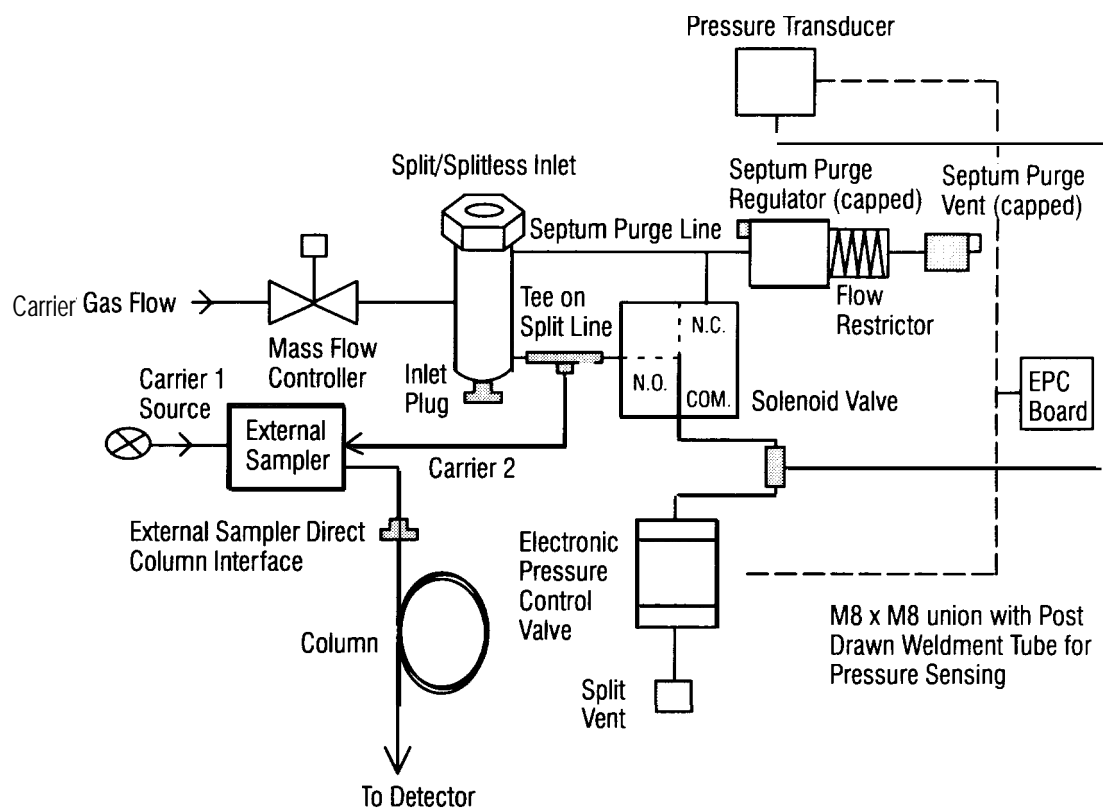 Pressure Transducer
Split/Splitless Inlet
Septum Purge
Regulator (capped)
Septum Purge
Vent (capped)
Septum Purge Line
Carrier Gas Flow
Tee on
Split Line
N.C.
Flow
Restrictor
Mass Flow
Controller
Inlet
Plug
N.O.
COM.
Solenoid Valve
EPC
Board
Carrier 1
Source
External
Sampler
Carrier 2
External Sampler Direct
Column Interface
Electronic
Pressure
Control
Valve
Column
M8 x M8 union with Post
Drawn Weldment Tube for
Pressure Sensing
Split
Vent
To Detector